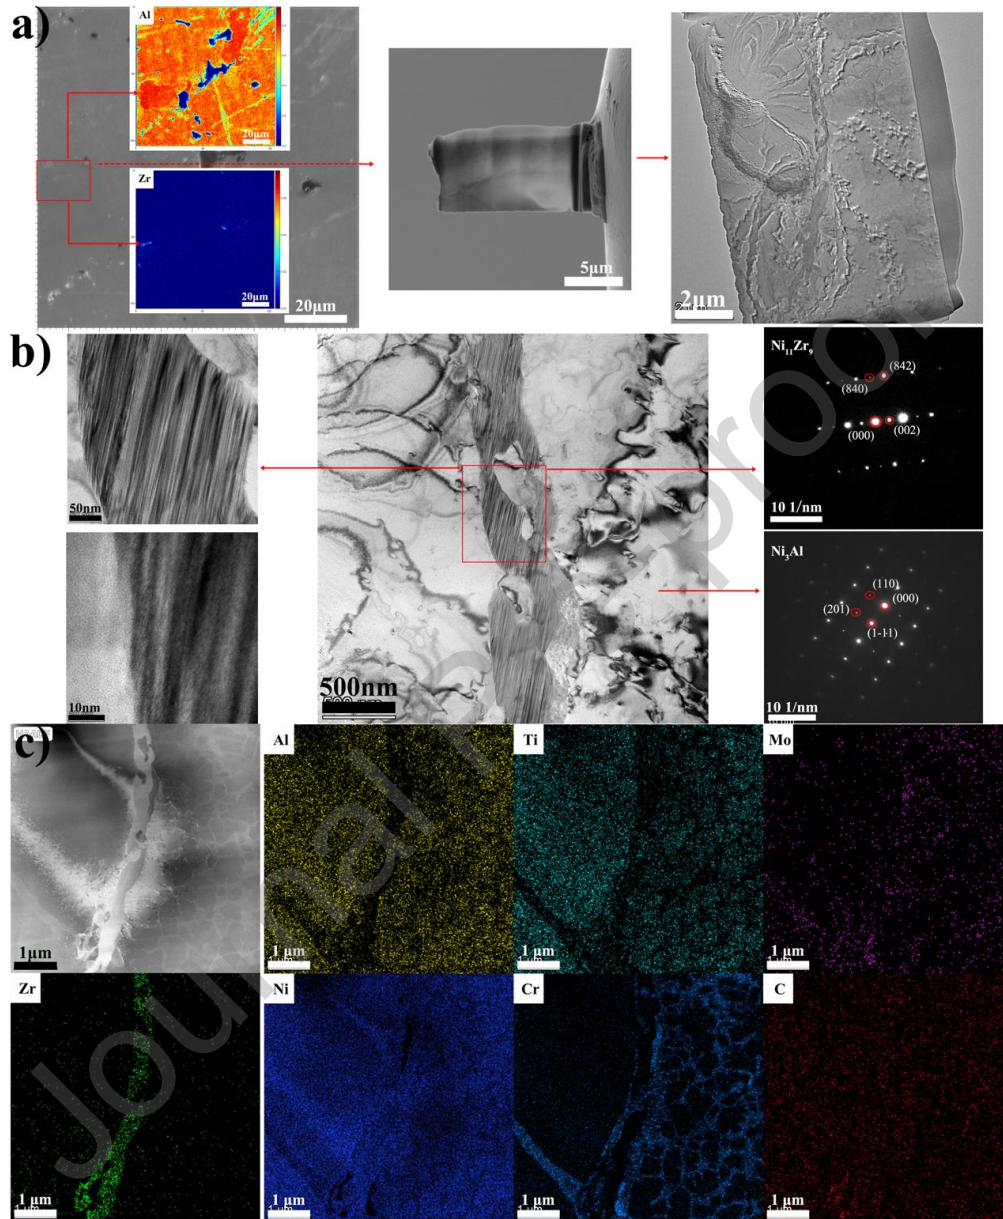 a)
Al
20μm
Zr
20μm
20μm
5μm
2μm
b)
50nm
10nm
500nm
Ni₁₁Zr₉
(840)
(842)
(000)
(002)
10 1/nm
Ni₃Al
(110)
(000)
(201)
(1-11)
10 1/nm
c)
1μm
Al
1 μm
Ti
1 μm
Mo
1 μm
Zr
1 μm
Ni
1 μm
Cr
1 μm
C
1 μm
Journal Pre-proof